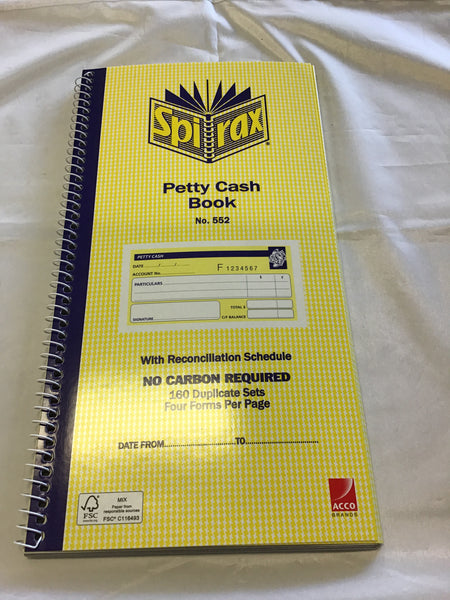 Spirax
Petty Cash
Book
No. 552
PETTY CASH
DATE ......./......./.......
F 1234567
ACCOUNT No.
PARTICULARS
$ ¢
TOTAL $
SIGNATURE C/F BALANCE
With Reconciliation Schedule
NO CARBON REQUIRED
160 Duplicate Sets
Four Forms Per Page
DATE FROM..............................TO..............................
FSC
MIX
Paper from
responsible sources
FSC® C116493
ACCO
BRANDS